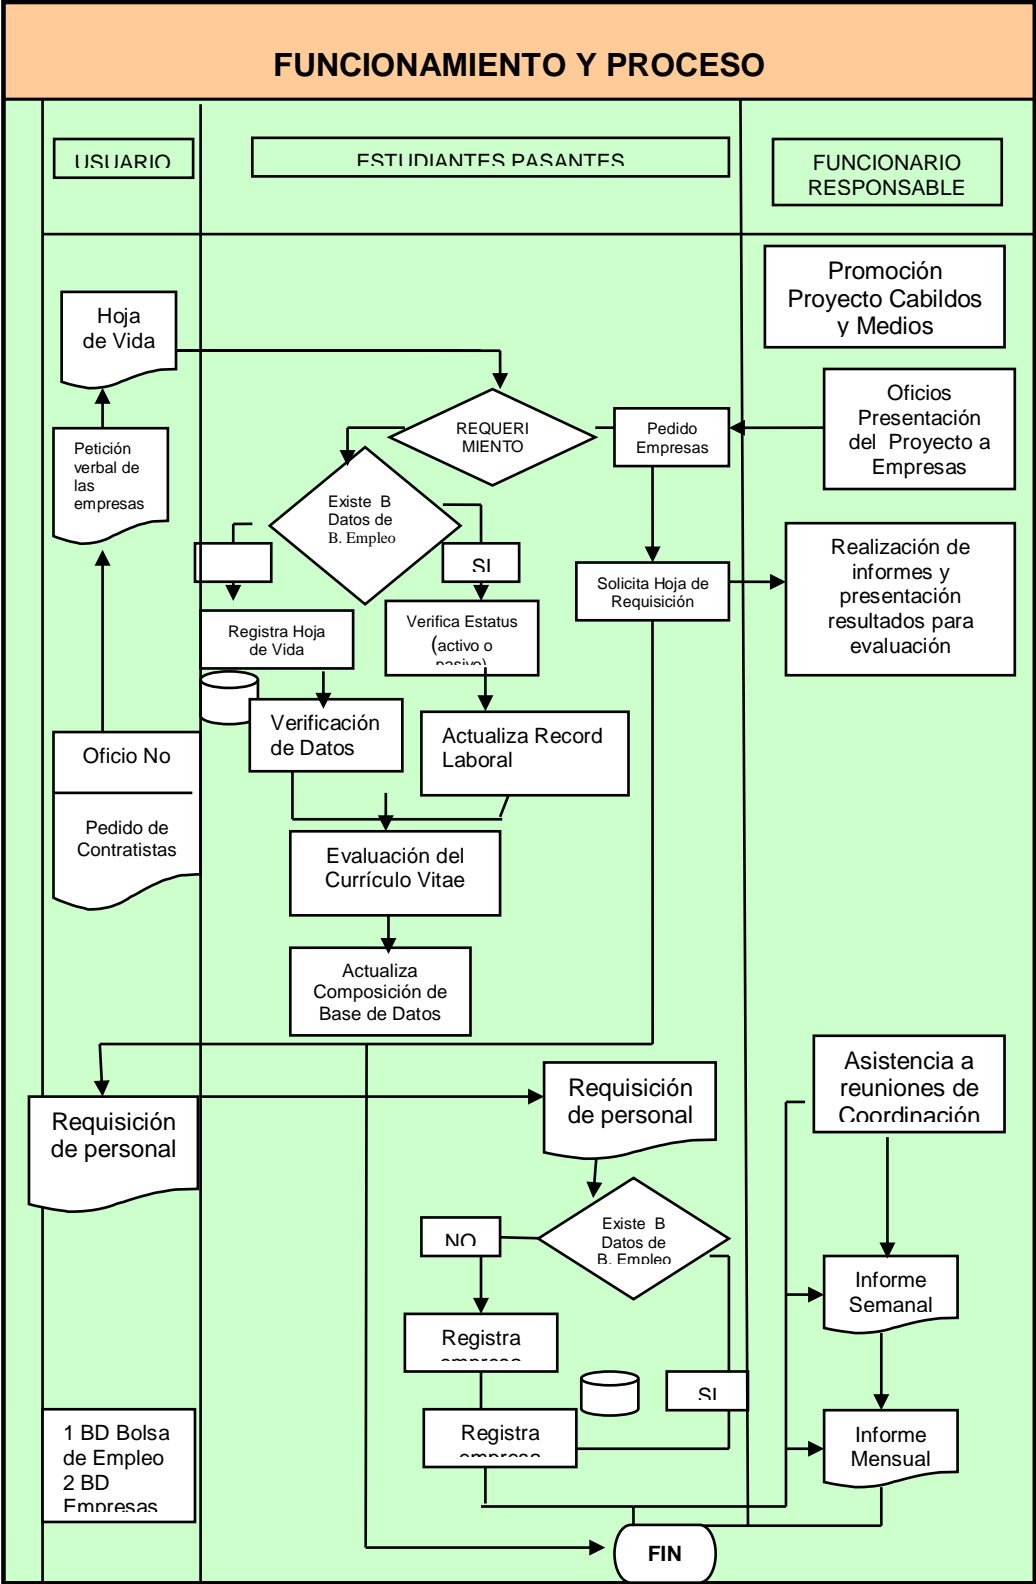 FUNCIONAMIENTO Y PROCESO
USUARIO
ESTUDIANTES PASANTES
FUNCIONARIO
RESPONSABLE
Promoción
Proyecto Cabildos
y Medios
Hoja
de Vida
Oficios
Presentación
del Proyecto a
Empresas
REQUERI
MIENTO
Pedido
Empresas
Petición
verbal de
las
empresas
Existe B
Datos de
B. Empleo
SI
Realización de
informes y
presentación
resultados para
evaluación
Solicita Hoja de
Requisición
Registra Hoja
de Vida
Verifica Estatus
(activo o
pasivo)
Verificación
de Datos
Actualiza Record
Laboral
Oficio No
Pedido de
Contratistas
Evaluación del
Currículo Vitae
Actualiza
Composición de
Base de Datos
Asistencia a
reuniones de
Coordinación
Requisición
de personal
Requisición
de personal
Existe B
Datos de
B. Empleo
NO
Informe
Semanal
Registra
empresa
SI
Registra
empresa
Informe
Mensual
1 BD Bolsa
de Empleo
2 BD
Empresas
FIN